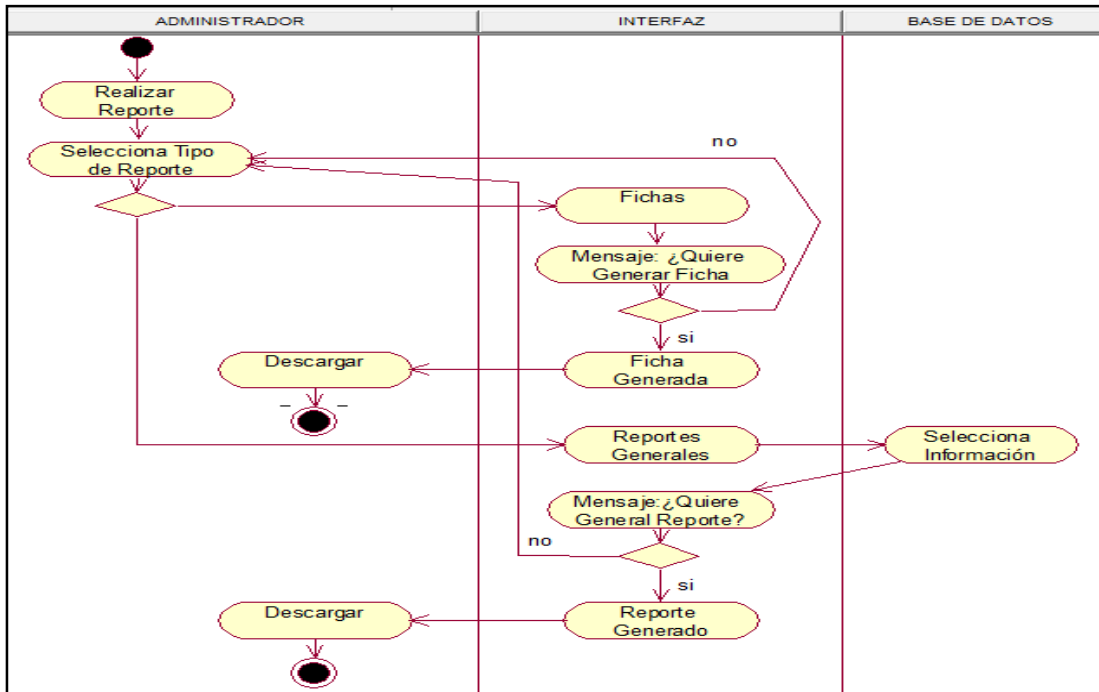 ADMINISTRADOR
INTERFAZ
BASE DE DATOS
Realizar
Reporte
Selecciona Tipo
de Reporte
no
Fichas
Mensaje: ¿Quiere
Generar Ficha
si
Descargar
Ficha
Generada
Reportes
Generales
Selecciona
Información
Mensaje:¿Quiere
General Reporte?
no
si
Descargar
Reporte
Generado